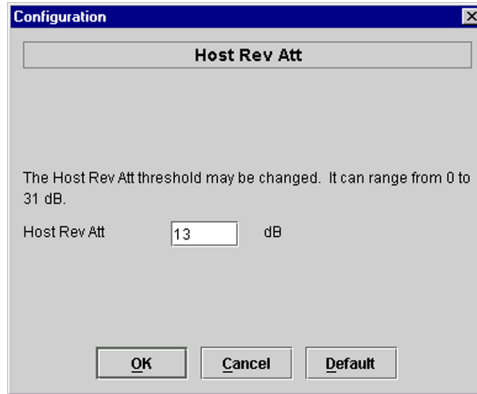 Configuration
Host Rev Att
The Host Rev Att threshold may be changed. It can range from 0 to
31 dB.
Host Rev Att 13 dB
OK Cancel Default